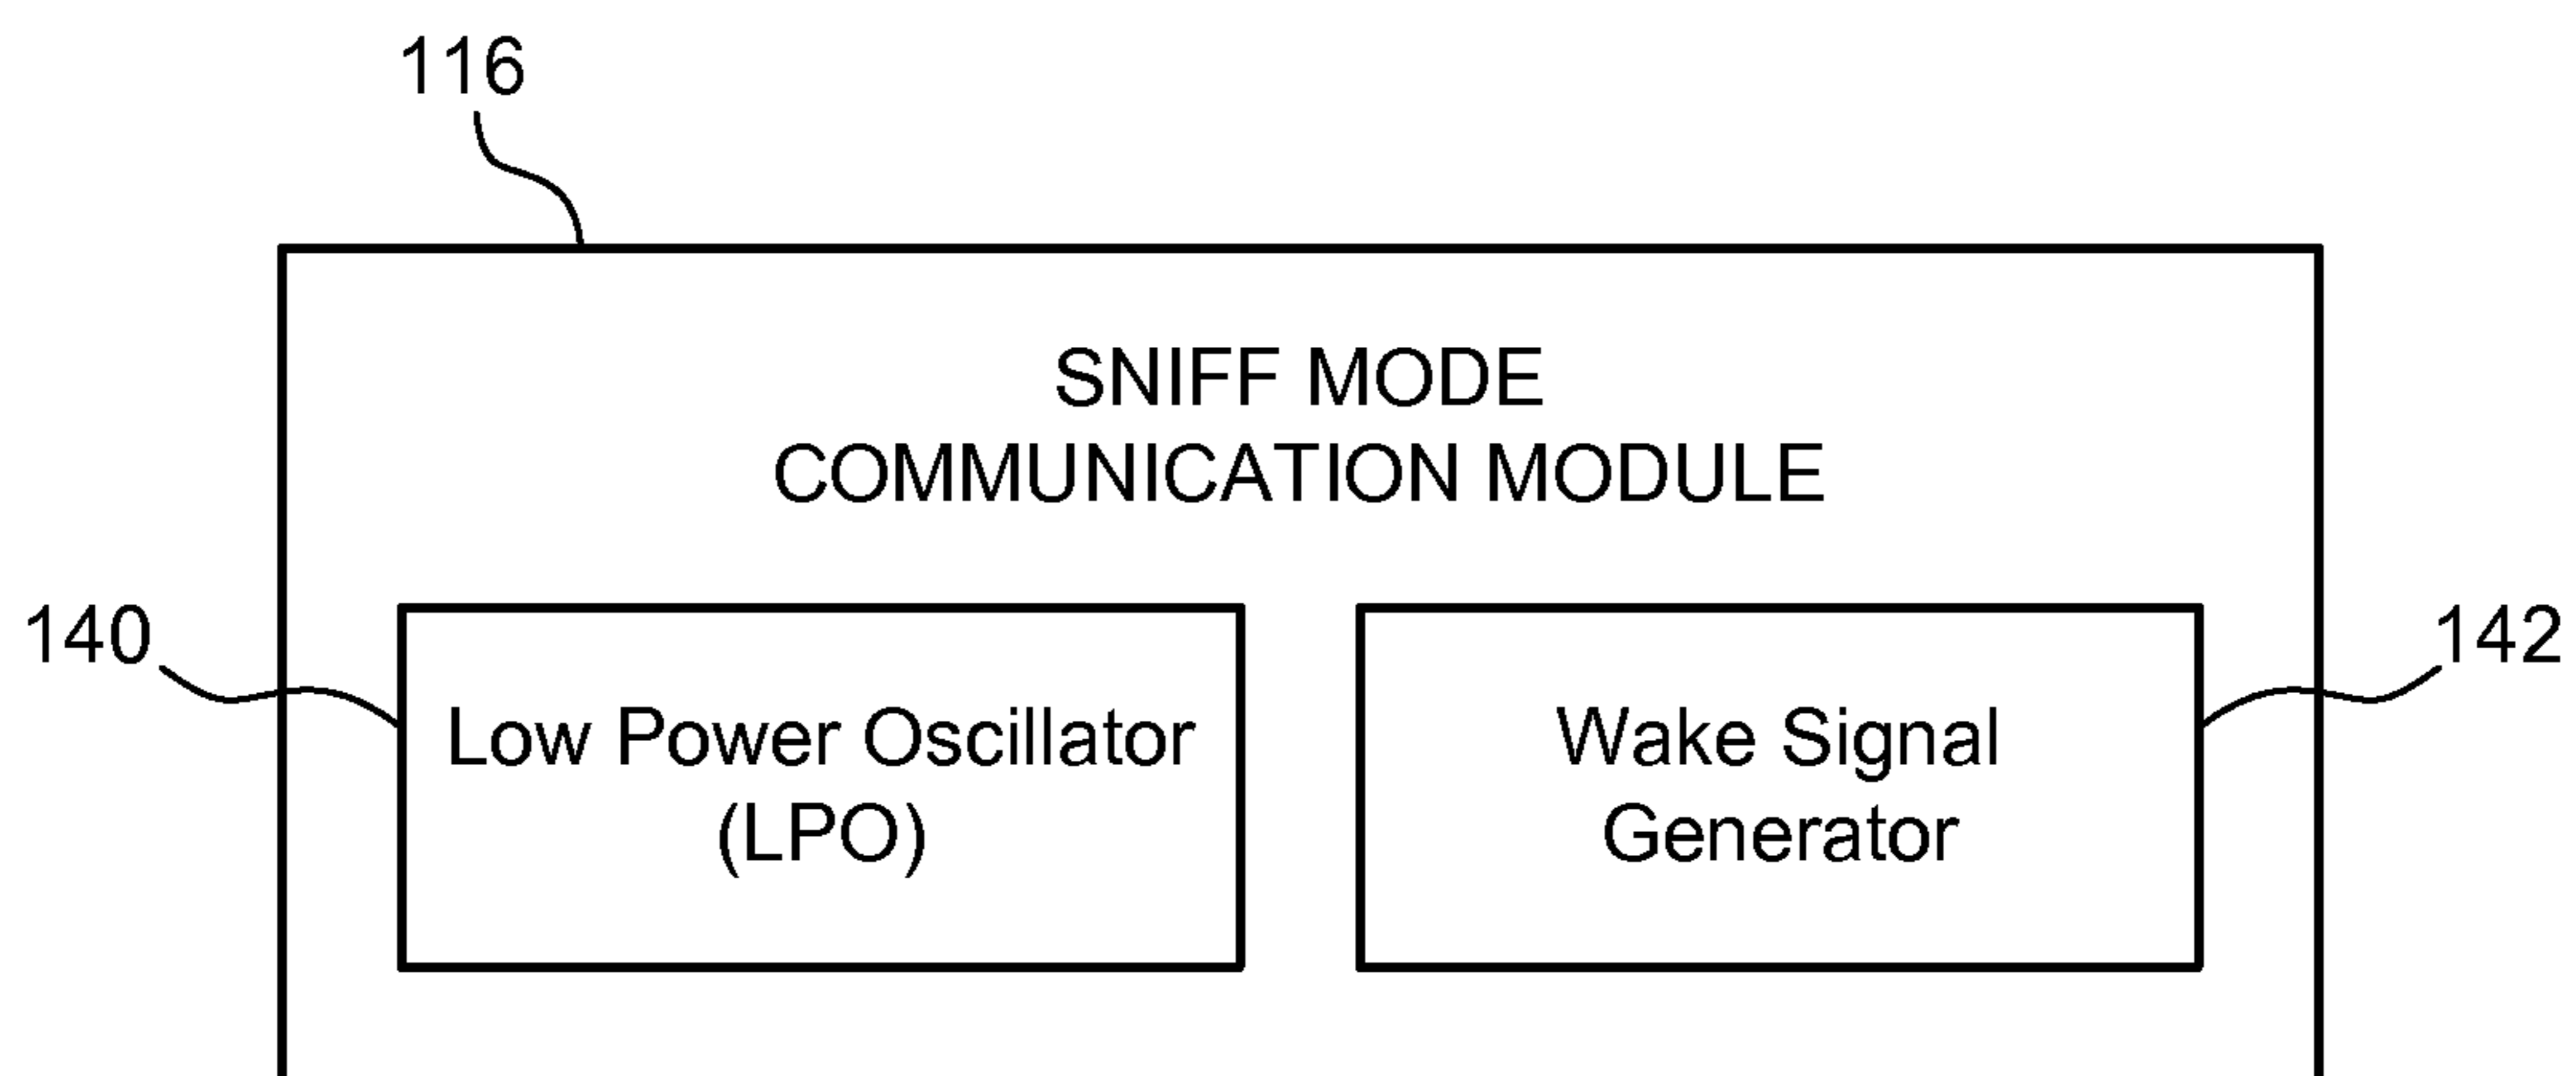 116
SNIFF MODE
COMMUNICATION MODULE
140
142
Low Power Oscillator
(LPO)
Wake Signal
Generator